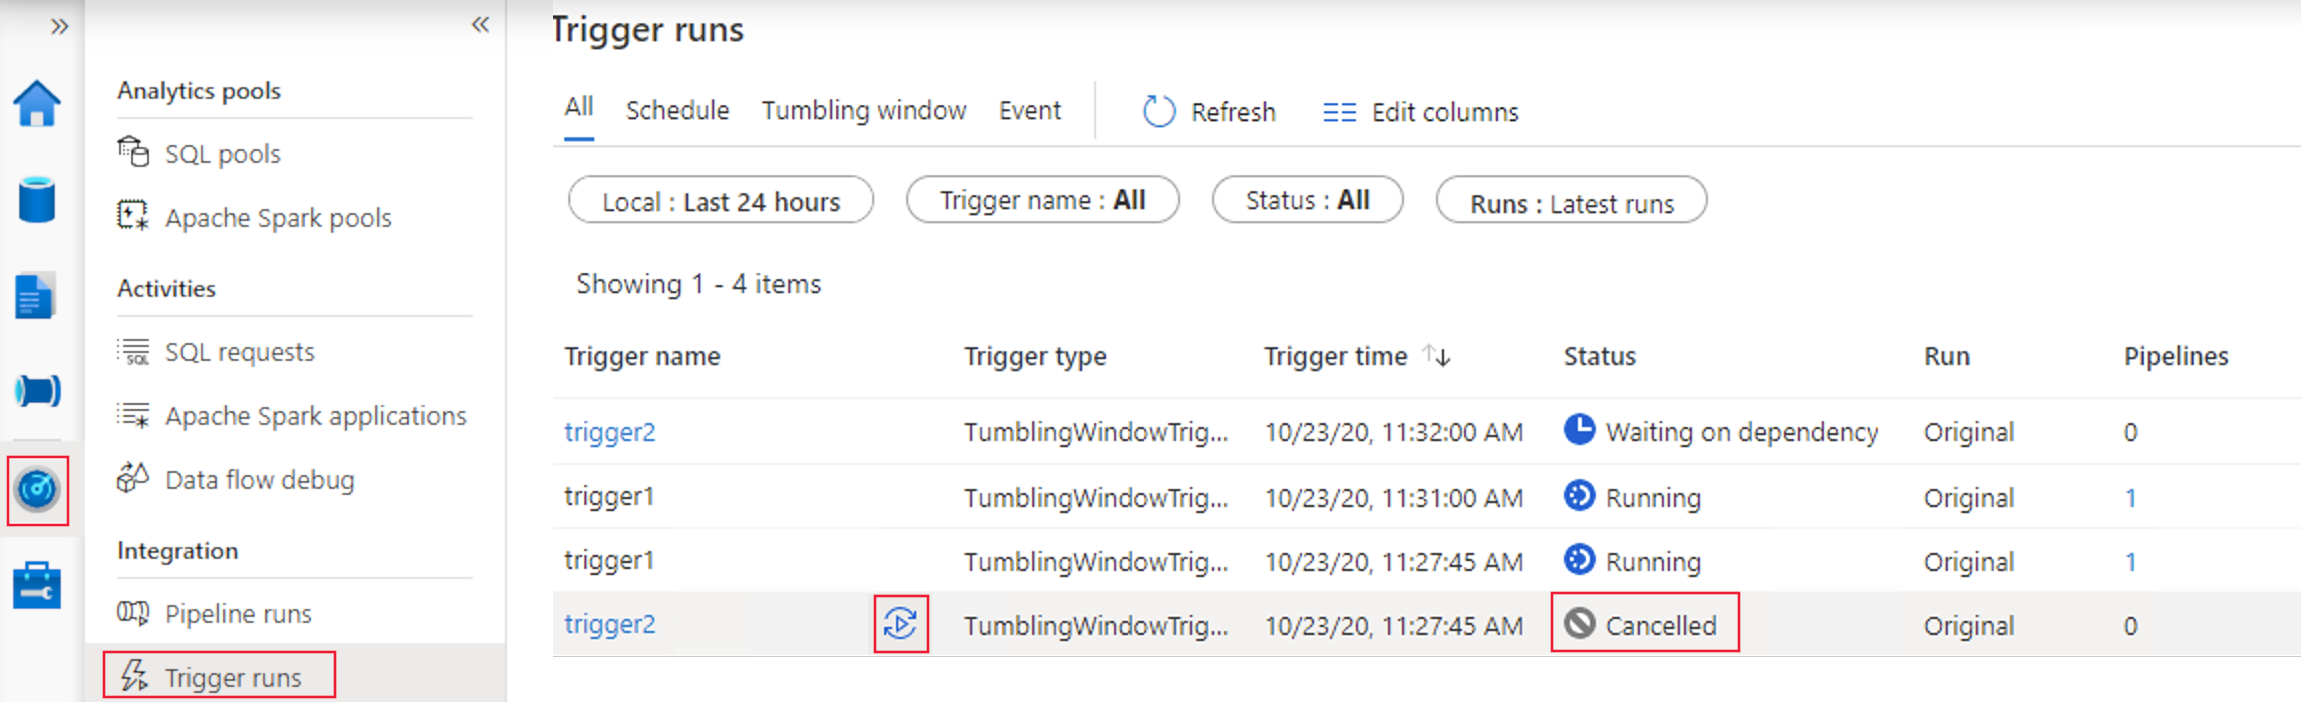 Analytics pools
SQL pools
Apache Spark pools
Activities
SQL
SQL requests
Apache Spark applications
Data flow debug
Integration
Pipeline runs
Trigger runs
Trigger runs
All Schedule Tumbling window Event Refresh Edit columns
Local : Last 24 hours Trigger name : All Status : All Runs : Latest runs
Showing 1 - 4 items
Trigger name Trigger type Trigger time Status Run Pipelines
trigger2 TumblingWindowTrig... 10/23/20, 11:32:00 AM Waiting on dependency Original 0
trigger1 TumblingWindowTrig... 10/23/20, 11:31:00 AM Running Original 1
trigger1 TumblingWindowTrig... 10/23/20, 11:27:45 AM Running Original 1
trigger2 TumblingWindowTrig... 10/23/20, 11:27:45 AM Cancelled Original 0